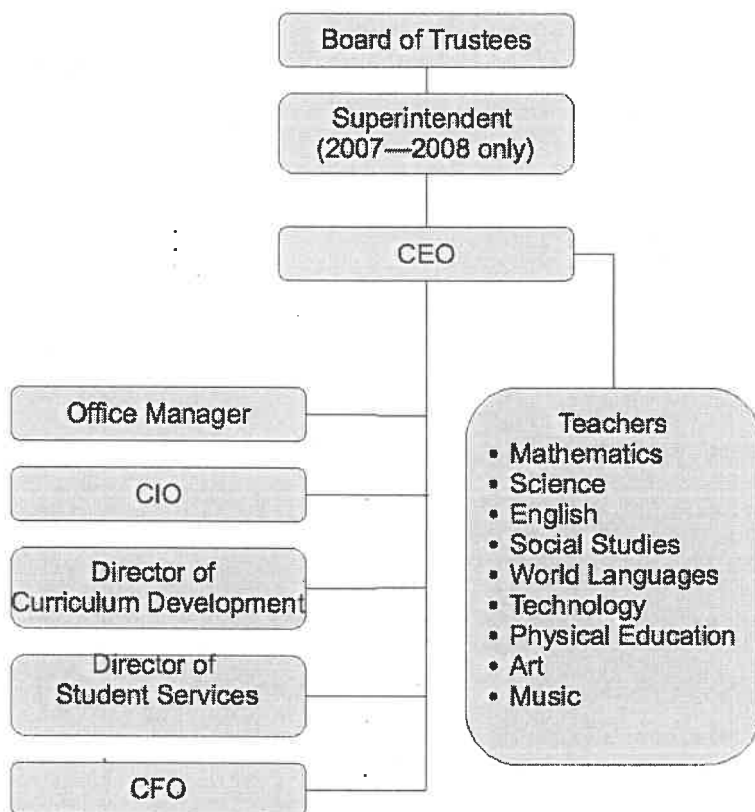 Board of Trustees
Superintendent
(2007—2008 only)
CEO
Office Manager
CIO
Director of
Curriculum Development
Director of
Student Services
CFO
Teachers
• Mathematics
• Science
• English
• Social Studies
• World Languages
• Technology
• Physical Education
• Art
• Music